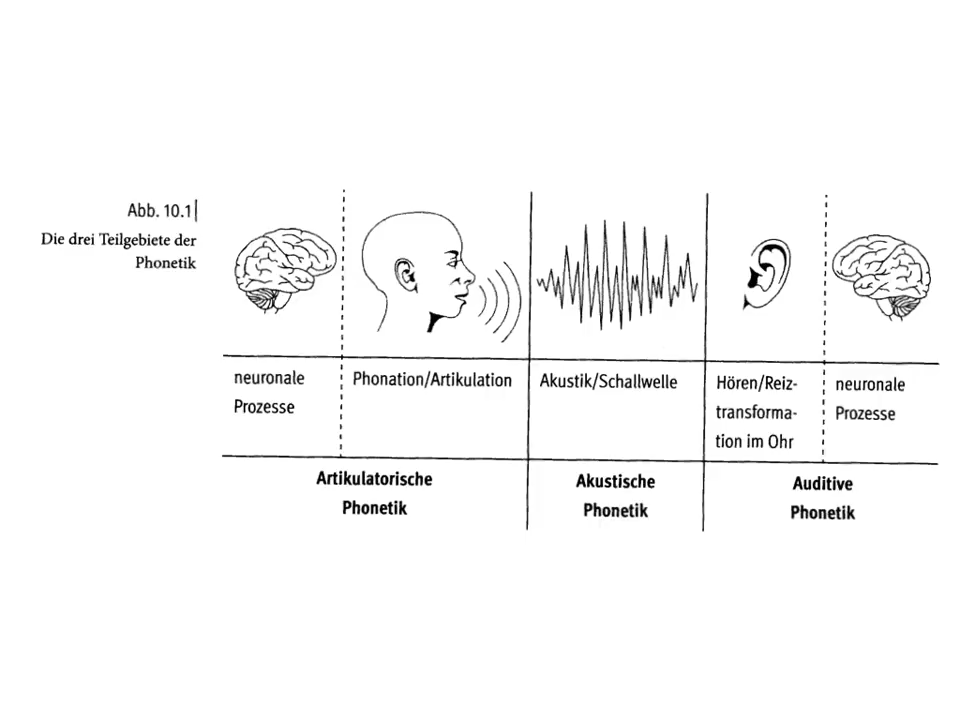 Abb. 10.1
Die drei Teilgebiete der
Phonetik
neuronale
Prozesse
Phonation/Artikulation
Akustik/Schallwelle
Hören/Reiz-
transforma-
tion im Ohr
neuronale
Prozesse
Artikulatorische
Phonetik
Akustische
Phonetik
Auditive
Phonetik